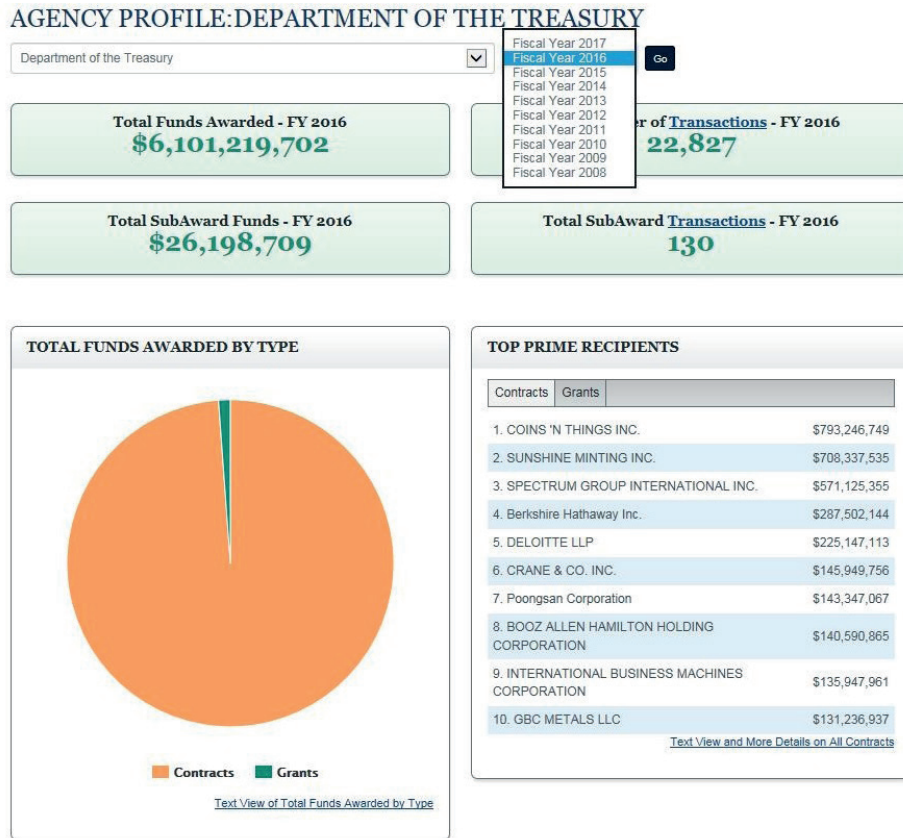 AGENCY PROFILE:DEPARTMENT OF THE TREASURY
Department of the Treasury
Fiscal Year 2017
Fiscal Year 2016
Fiscal Year 2015
Fiscal Year 2014
Fiscal Year 2013
Fiscal Year 2012
Fiscal Year 2011
Fiscal Year 2010
Fiscal Year 2009
Fiscal Year 2008
Go
Total Funds Awarded - FY 2016
$6,101,219,702
of Transactions - FY 2016
22,827
Total SubAward Funds - FY 2016
$26,198,709
Total SubAward Transactions - FY 2016
130
TOTAL FUNDS AWARDED BY TYPE
Contracts Grants
Text View of Total Funds Awarded by Type
TOP PRIME RECIPIENTS
Contracts Grants
1. COINS 'N THINGS INC. $793,246,749
2. SUNSHINE MINTING INC. $708,337,535
3. SPECTRUM GROUP INTERNATIONAL INC. $571,125,355
4. Berkshire Hathaway Inc. $287,502,144
5. DELOITTE LLP $225,147,113
6. CRANE & CO. INC. $145,949,756
7. Poongsan Corporation $143,347,067
8. BOOZ ALLEN HAMILTON HOLDING
CORPORATION $140,590,865
9. INTERNATIONAL BUSINESS MACHINES
CORPORATION $135,947,961
10. GBC METALS LLC $131,236,937
Text View and More Details on All Contracts